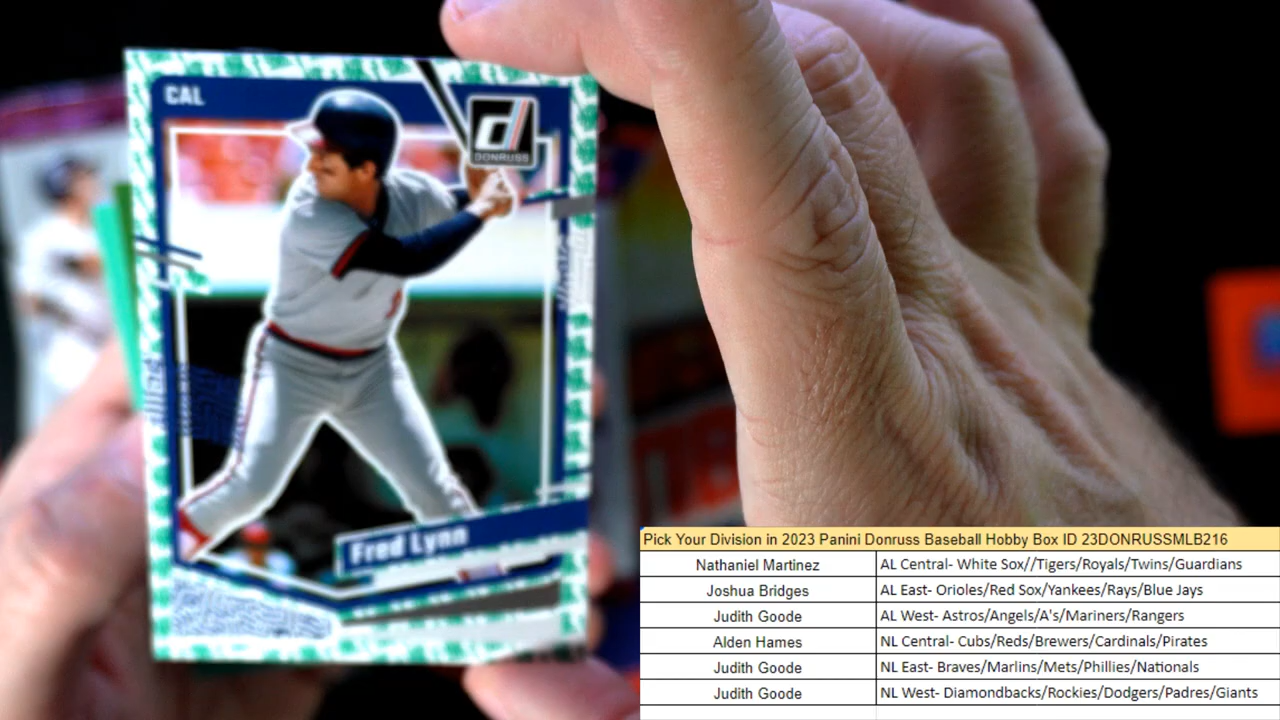 CAL
d
DONRUSS
Fred Lynn
Pick Your Division in 2023 Panini Donruss Baseball Hobby Box ID 23DONRUSSMLB216
Nathaniel Martinez AL Central- White Sox//Tigers/Royals/Twins/Guardians
Joshua Bridges AL East- Orioles/Red Sox/Yankees/Rays/Blue Jays
Judith Goode AL West- Astros/Angels/A's/Mariners/Rangers
Alden Hames NL Central- Cubs/Reds/Brewers/Cardinals/Pirates
Judith Goode NL East- Braves/Marlins/Mets/Phillies/Nationals
Judith Goode NL West- Diamondbacks/Rockies/Dodgers/Padres/Giants